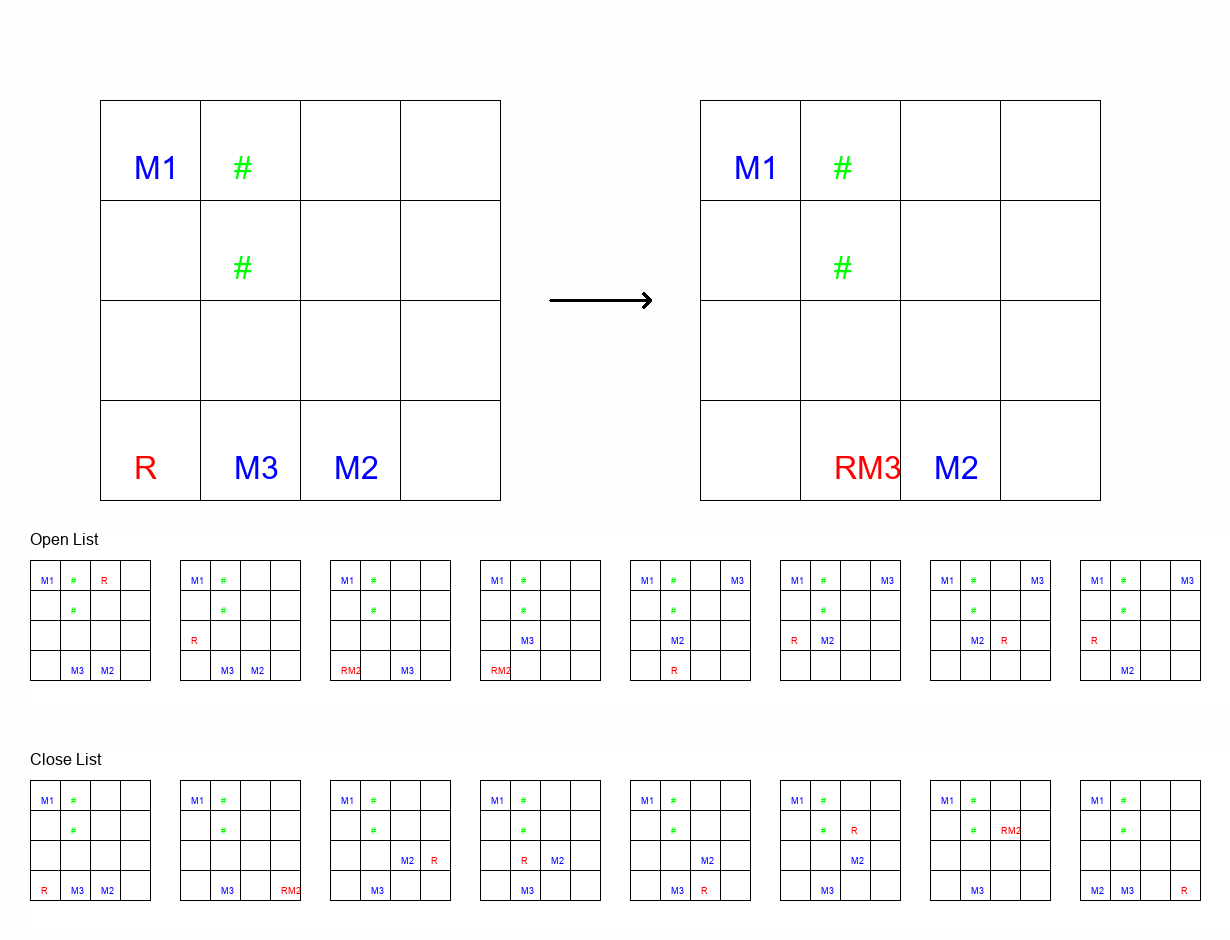 M1 # M1 #
# #
R M3 M2 RM3 M2
Open List
M1 # R M1 # M1 # M1 # M1 # M3 M1 # M3 M1 # M3 M1 # M3
# # # # # # # #
R M3 M2 R M2 M2 R R
M3 M2 M3 M2 RM2 M3 RM2 R M2
Close List
M1 # M1 # M1 # M1 # M1 # M1 # M1 # M1 #
# # # # # # R # RM2 #
M2 R R M2 M2 M2
R M3 M2 M3 RM2 M3 M3 M3 R M3 M3 M2 M3 R